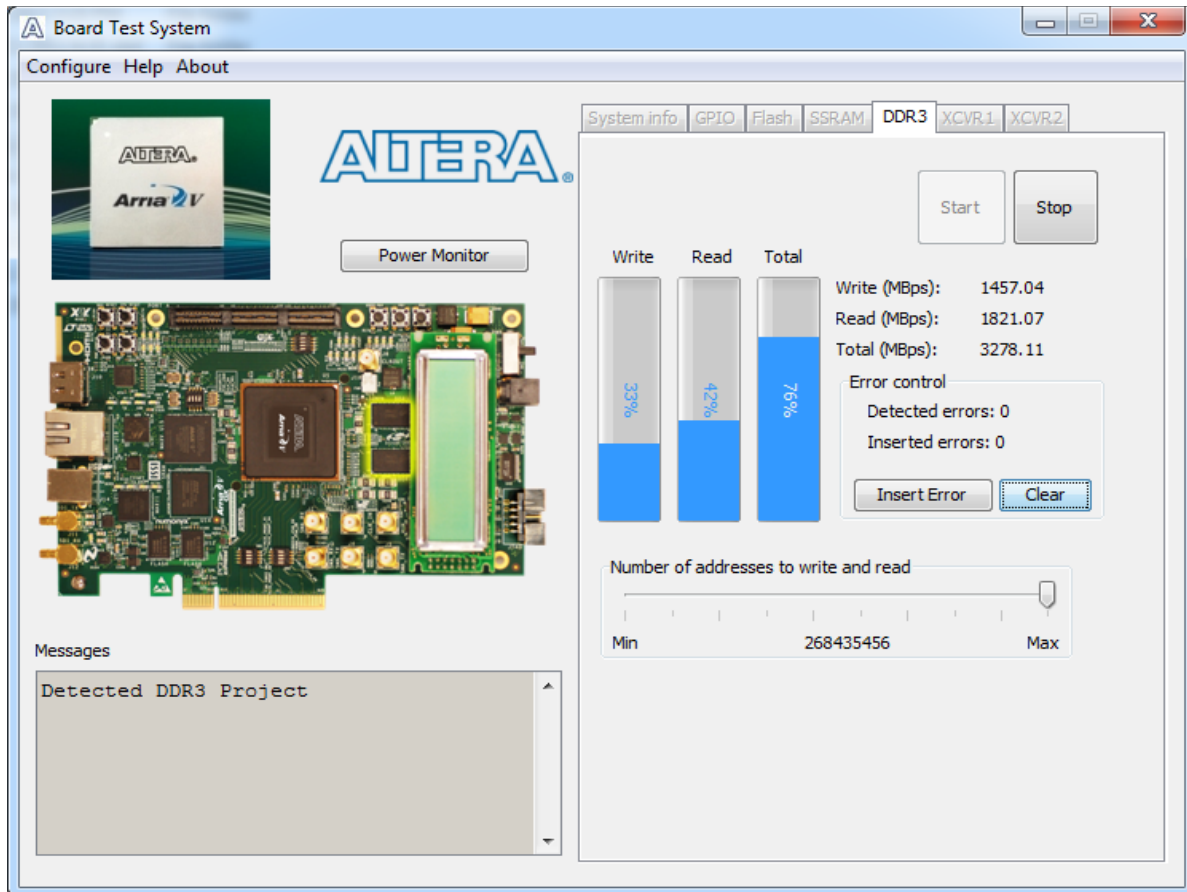 Board Test System
Configure Help About
ALTERA
Arria V
ALTERA
Power Monitor
Messages
Detected DDR3 Project
System info GPIO Flash SSRAM DDR3 XCVR1 XCVR2
Start Stop
Write Read Total
33% 42% 76%
Write (MBps): 1457.04
Read (MBps): 1821.07
Total (MBps): 3278.11
Error control
Detected errors: 0
Inserted errors: 0
Insert Error Clear
Number of addresses to write and read
Min 268435456 Max